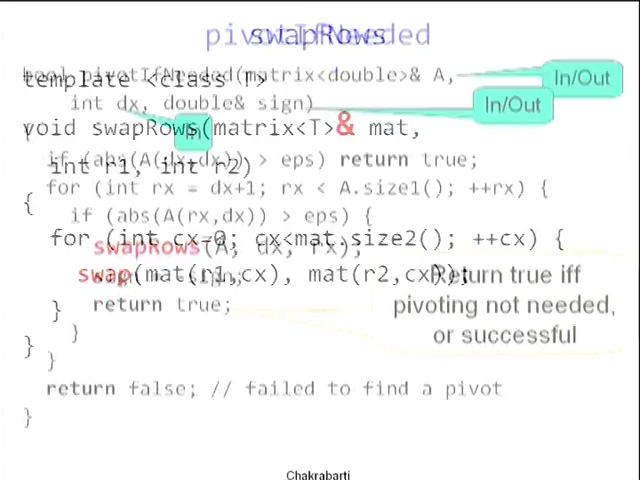 pivotIfNeeded
swapRows
bool pivotIfNeeded(matrix<double>& A,
In/Out
int dx, double& sign)
In/Out
In
if (abs(A(dx,dx)) > eps) return true;
for (int rx = dx+1; rx < A.size1(); ++rx) {
if (abs(A(rx,dx)) > eps) {
swapRows(A, dx, rx);
return true;
}
}
return false; // failed to find a pivot
}
Return true iff
pivoting not needed,
or successful
template <class T>
void swapRows(matrix<T>& mat,
int r1, int r2)
{
for (int cx=0; cx<mat.size2(); ++cx) {
swap(mat(r1,cx), mat(r2,cx));
}
}
Chakrabarti